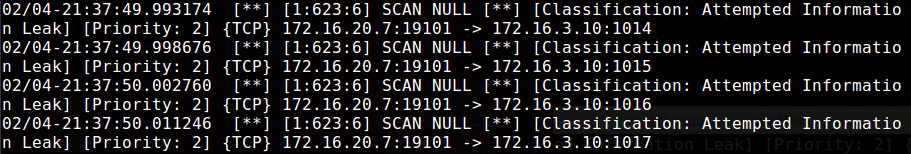 02/04-21:37:49.993174  [**] [1:623:6] SCAN NULL [**] [Classification: Attempted Informatio
n Leak] [Priority: 2] {TCP} 172.16.20.7:19101 -> 172.16.3.10:1014
02/04-21:37:49.998676  [**] [1:623:6] SCAN NULL [**] [Classification: Attempted Informatio
n Leak] [Priority: 2] {TCP} 172.16.20.7:19101 -> 172.16.3.10:1015
02/04-21:37:50.002760  [**] [1:623:6] SCAN NULL [**] [Classification: Attempted Informatio
n Leak] [Priority: 2] {TCP} 172.16.20.7:19101 -> 172.16.3.10:1016
02/04-21:37:50.011246  [**] [1:623:6] SCAN NULL [**] [Classification: Attempted Informatio
n Leak] [Priority: 2] {TCP} 172.16.20.7:19101 -> 172.16.3.10:1017